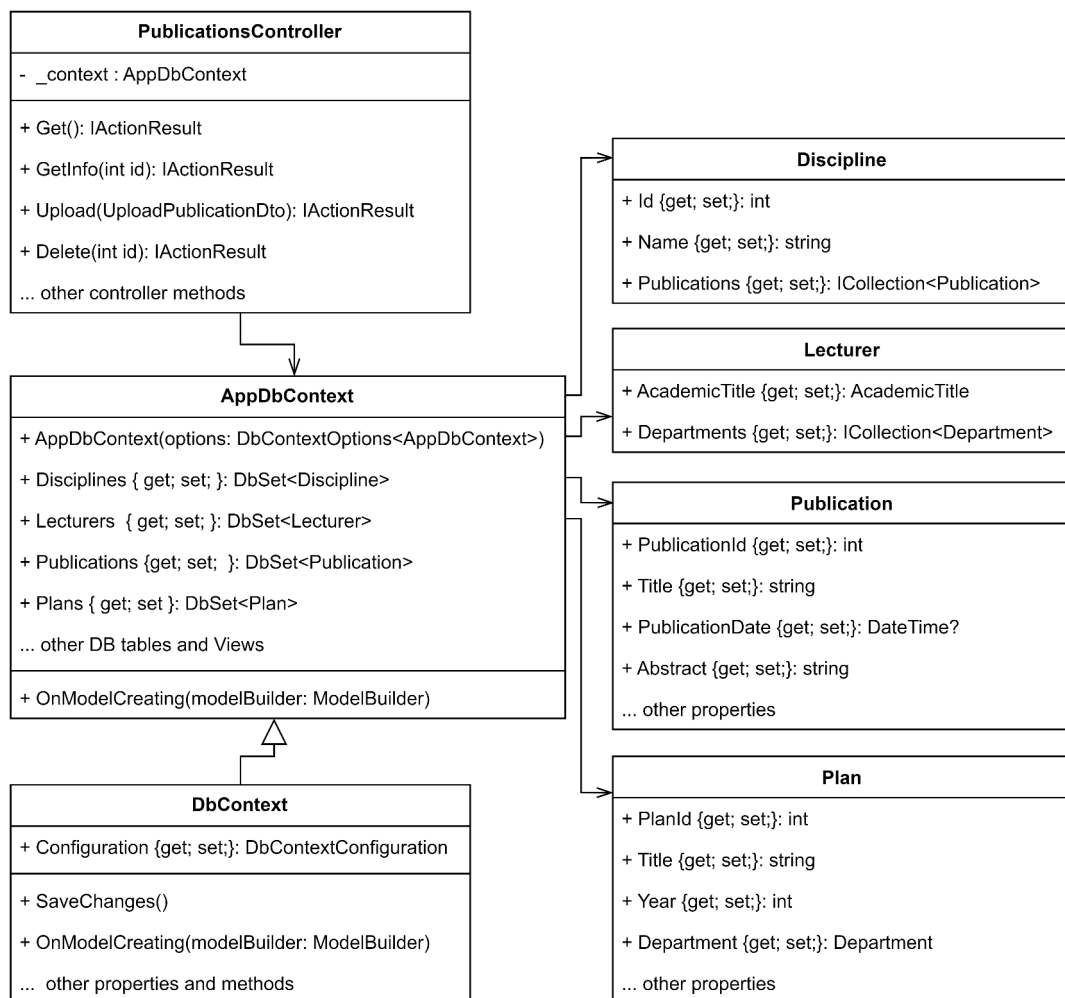 PublicationsController
- _context : AppDbContext
+ Get(): IActionResult
+ GetInfo(int id): IActionResult
+ Upload(UploadPublicationDto): IActionResult
+ Delete(int id): IActionResult
... other controller methods
AppDbContext
+ AppDbContext(options: DbContextOptions<AppDbContext>)
+ Disciplines { get; set; }: DbSet<Discipline>
+ Lecturers { get; set; }: DbSet<Lecturer>
+ Publications {get; set; }: DbSet<Publication>
+ Plans { get; set }: DbSet<Plan>
... other DB tables and Views
+ OnModelCreating(modelBuilder: ModelBuilder)
DbContext
+ Configuration {get; set;}: DbContextConfiguration
+ SaveChanges()
+ OnModelCreating(modelBuilder: ModelBuilder)
... other properties and methods
Discipline
+ Id {get; set;}: int
+ Name {get; set;}: string
+ Publications {get; set;}: ICollection<Publication>
Lecturer
+ AcademicTitle {get; set;}: AcademicTitle
+ Departments {get; set;}: ICollection<Department>
Publication
+ PublicationId {get; set;}: int
+ Title {get; set;}: string
+ PublicationDate {get; set;}: DateTime?
+ Abstract {get; set;}: string
... other properties
Plan
+ PlanId {get; set;}: int
+ Title {get; set;}: string
+ Year {get; set;}: int
+ Department {get; set;}: Department
... other properties